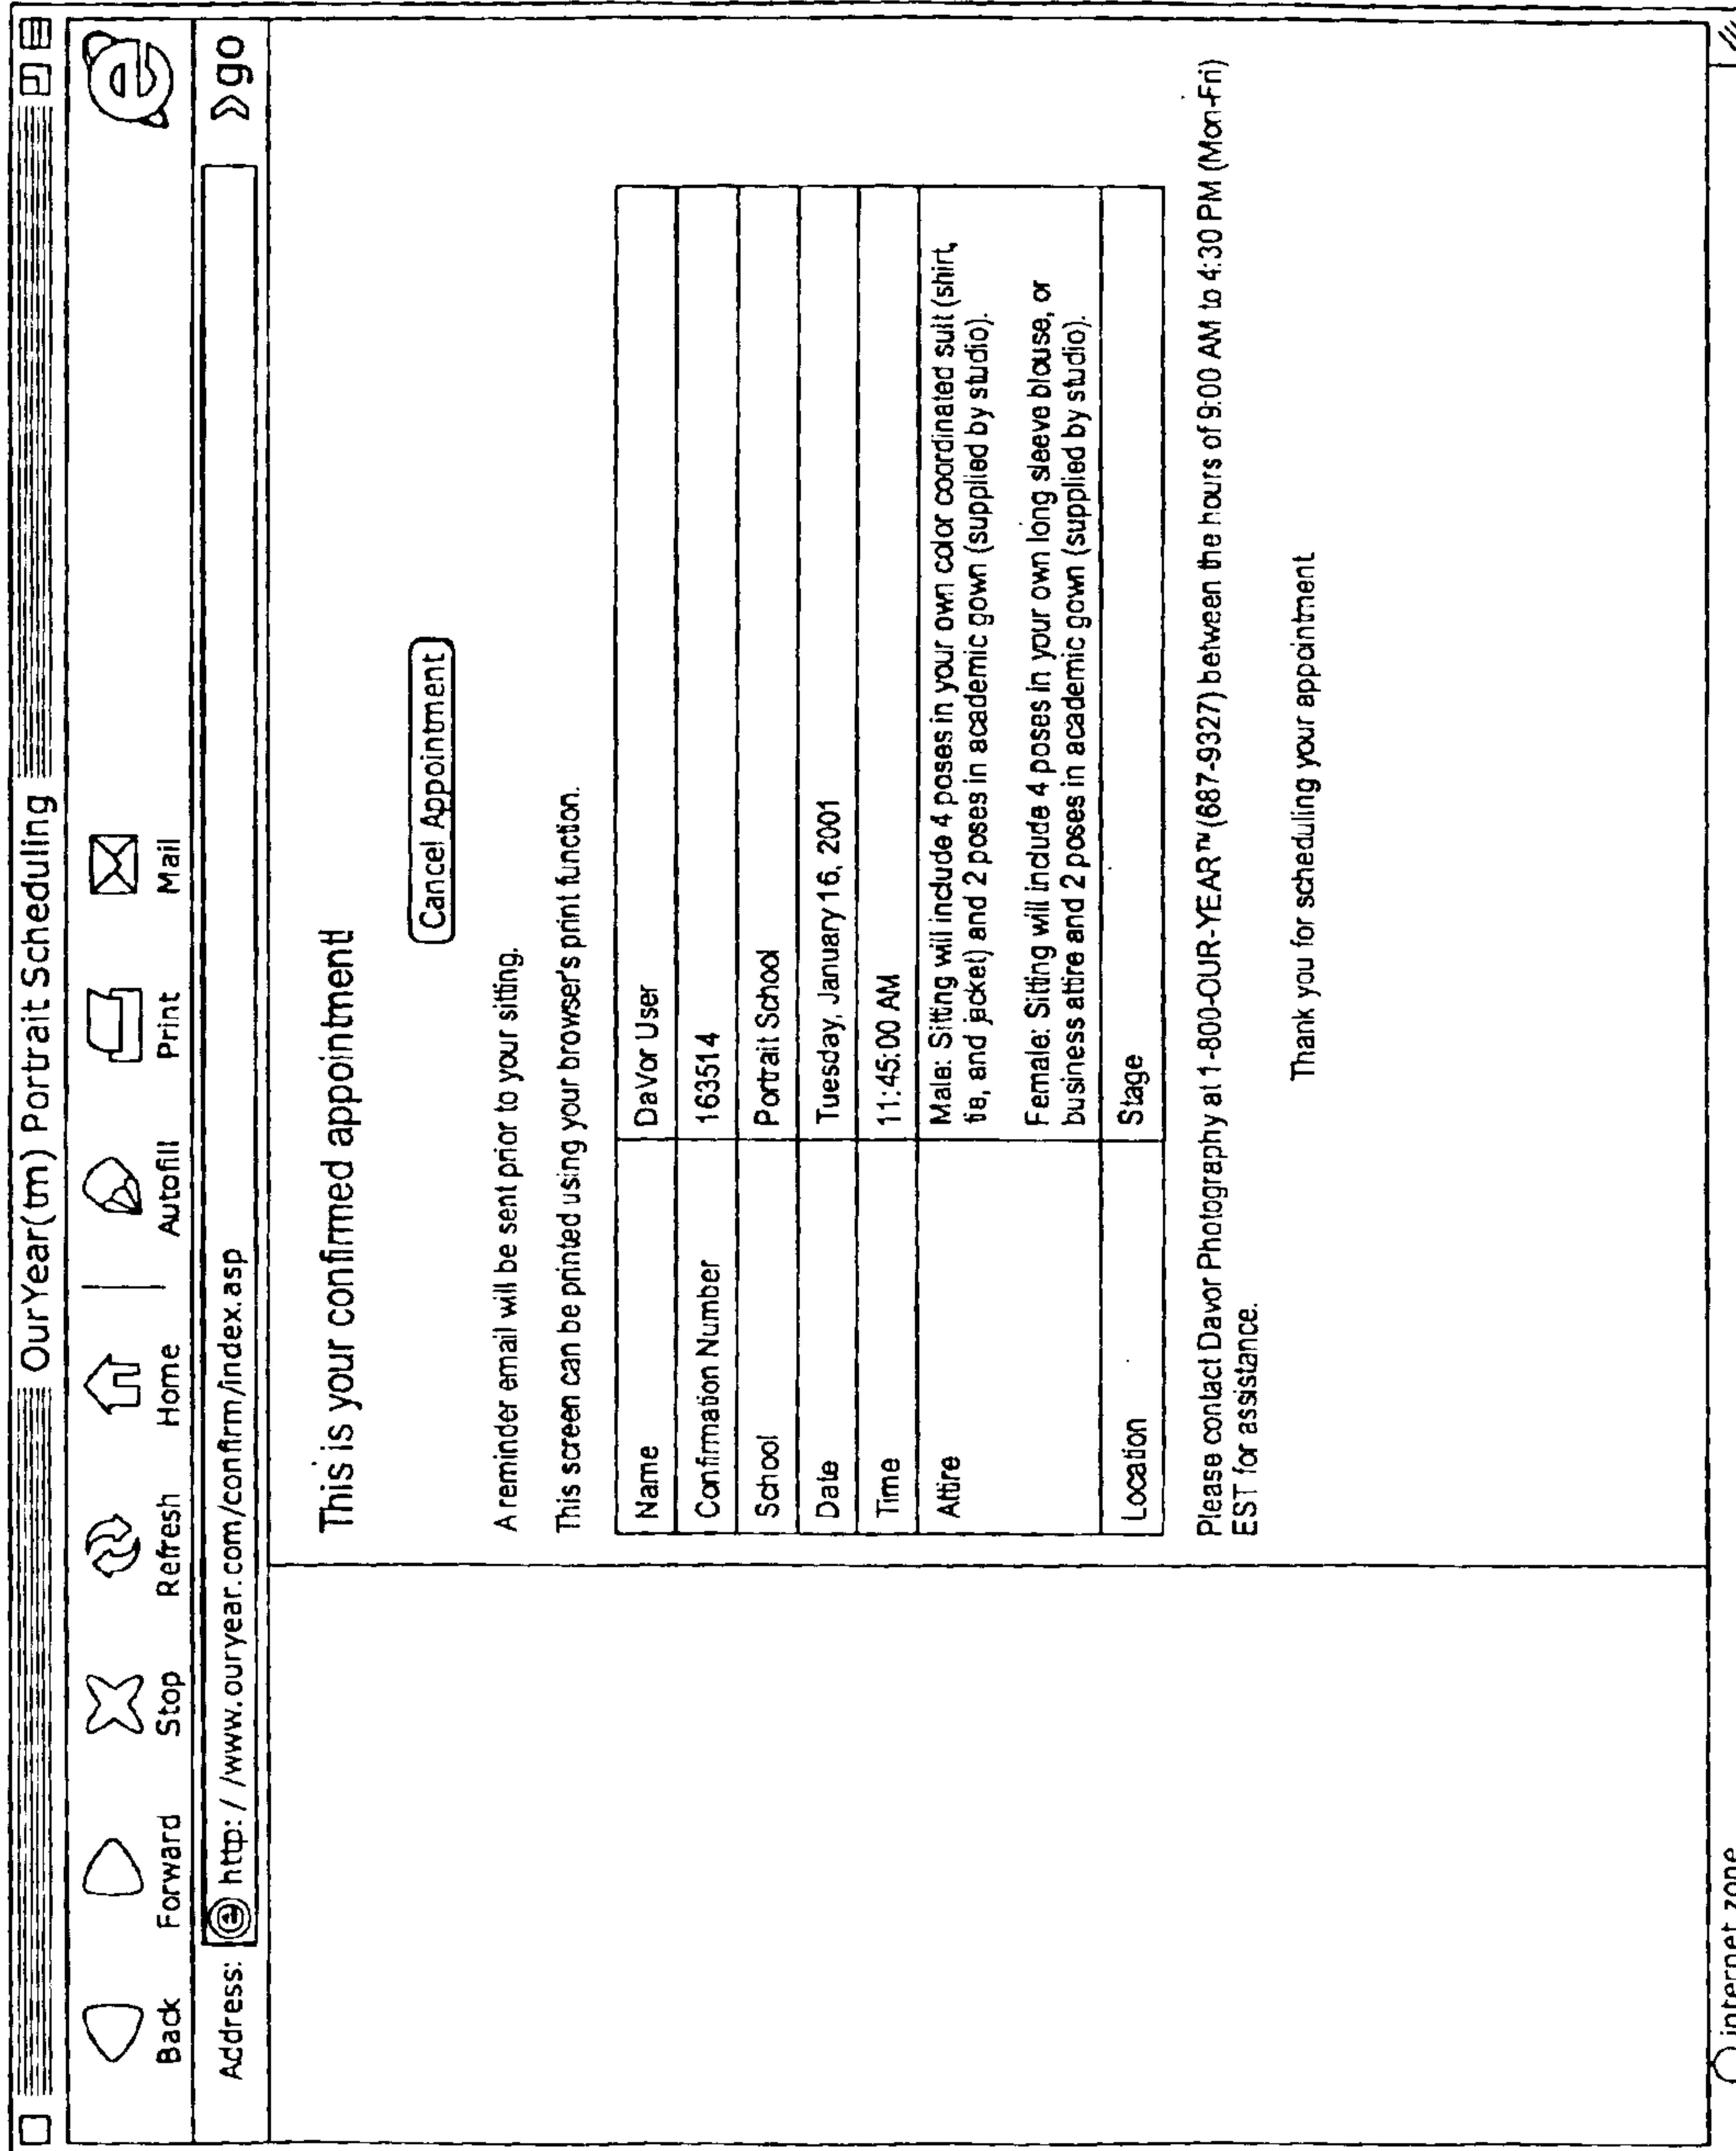 OurYear(tm) Portrait Scheduling
Back Forward Stop Refresh Home Autofill Print Mail
Address: http: / /www.ouryear.com/confirm/index.asp go
This is your confirmed appointment!
Cancel Appointment
A reminder email will be sent prior to your sitting.
This screen can be printed using your browser's print function.
Name DaVor User
Confirmation Number 163514
School Portrait School
Date Tuesday, January 16, 2001
Time 11:45:00 AM
Attire Male: Sitting will include 4 poses in your own color coordinated suit (shirt,
tie, and jacket) and 2 poses in academic gown (supplied by studio).
Female: Sitting will include 4 poses in your own long sleeve blouse, or
business attire and 2 poses in academic gown (supplied by studio).
Location Stage
Please contact Davor Photography at 1-800-OUR-YEAR™(687-9327) between the hours of 9:00 AM to 4:30 PM (Mon-Fri)
EST for assistance.
Thank you for scheduling your appointment
internet zone